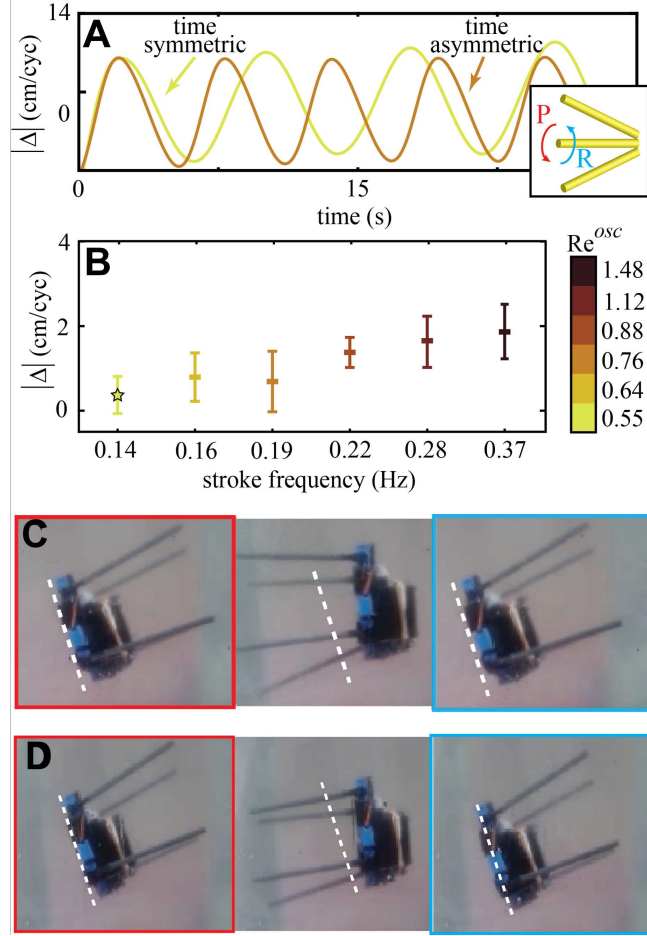 A
14
0
|Δ| (cm/cyc)
time
symmetric
time
asymmetric
P
R
0
15
time (s)
B
4
2
0
|Δ| (cm/cyc)
0.14
0.16
0.19
0.22
0.28
0.37
stroke frequency (Hz)
Re^osc
1.48
1.12
0.88
0.76
0.64
0.55
C
D